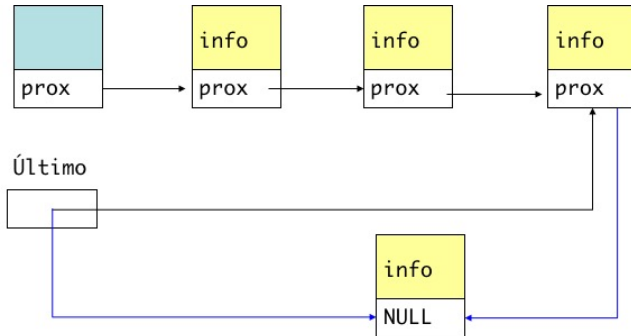 info info info
prox prox prox prox
Último
info
NULL